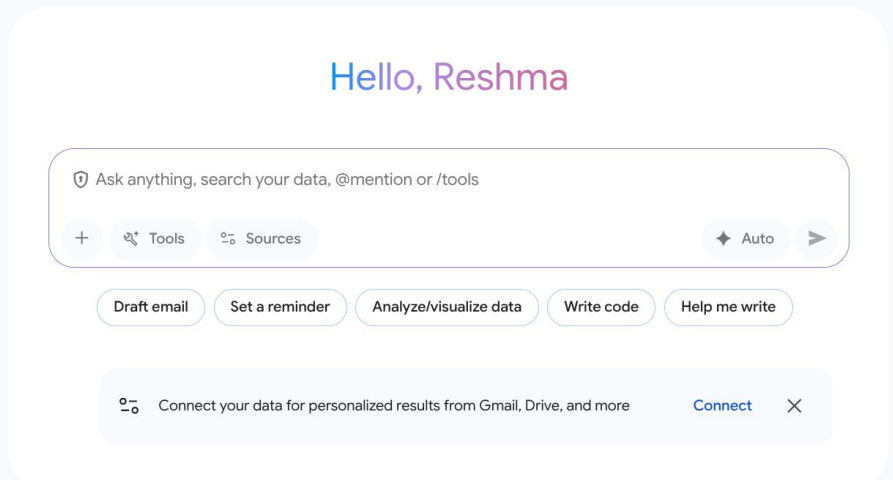 Hello, Reshma
Ask anything, search your data, @mention or /tools
Tools Sources Auto
Draft email Set a reminder Analyze/visualize data Write code Help me write
Connect your data for personalized results from Gmail, Drive, and more Connect